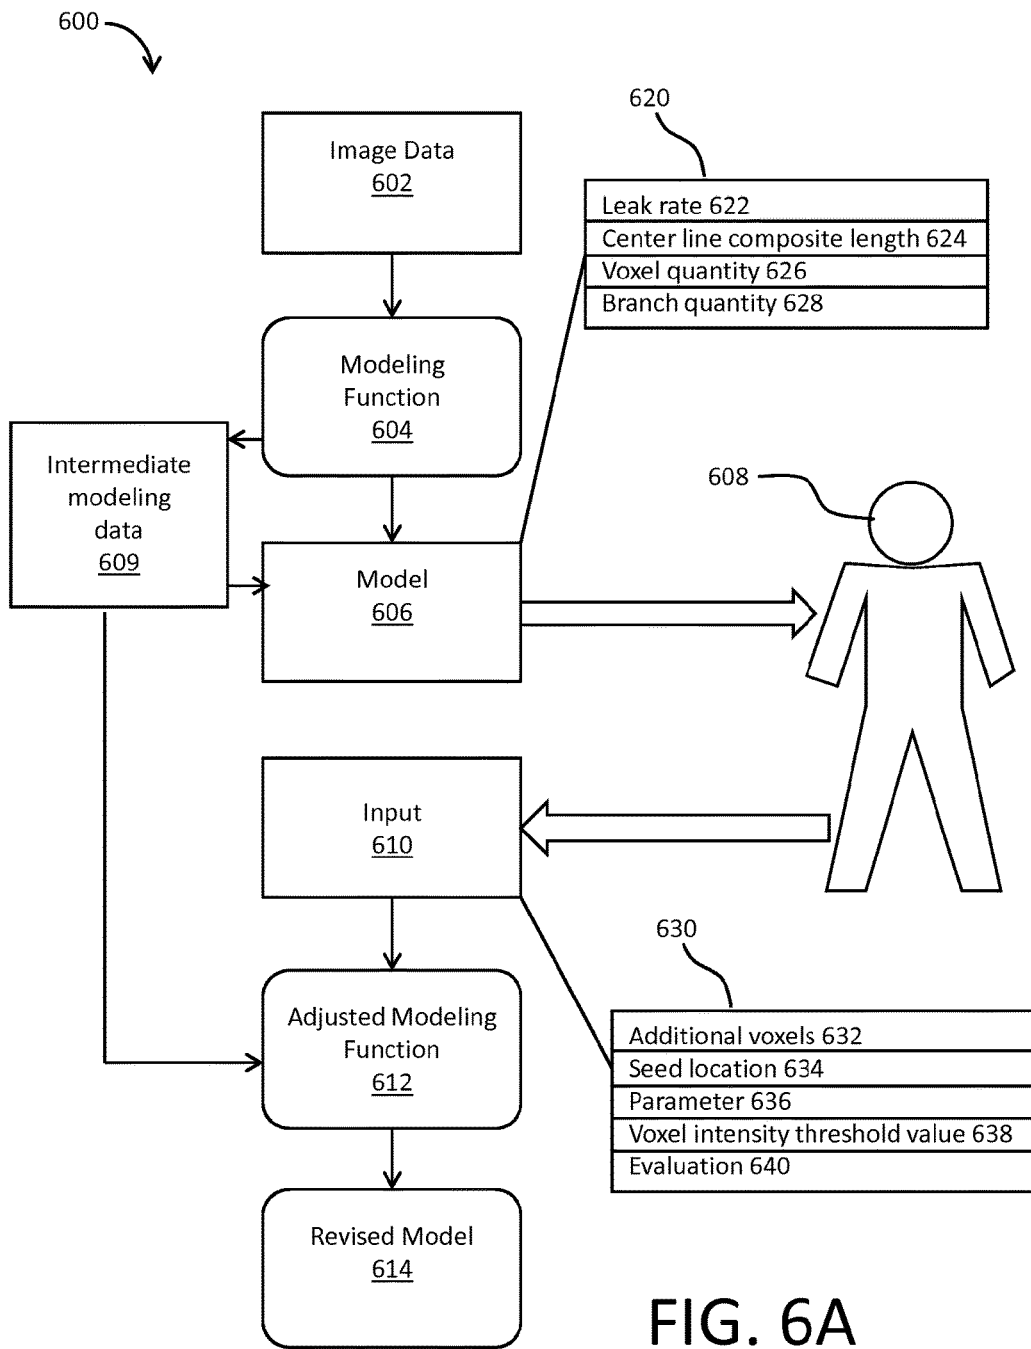 600
620
Image Data
602
Leak rate 622
Center line composite length 624
Voxel quantity 626
Branch quantity 628
Modeling
Function
604
Intermediate
modeling
data
609
608
Model
606
Input
610
630
Additional voxels 632
Seed location 634
Parameter 636
Voxel intensity threshold value 638
Evaluation 640
Adjusted Modeling
Function
612
Revised Model
614
FIG. 6A